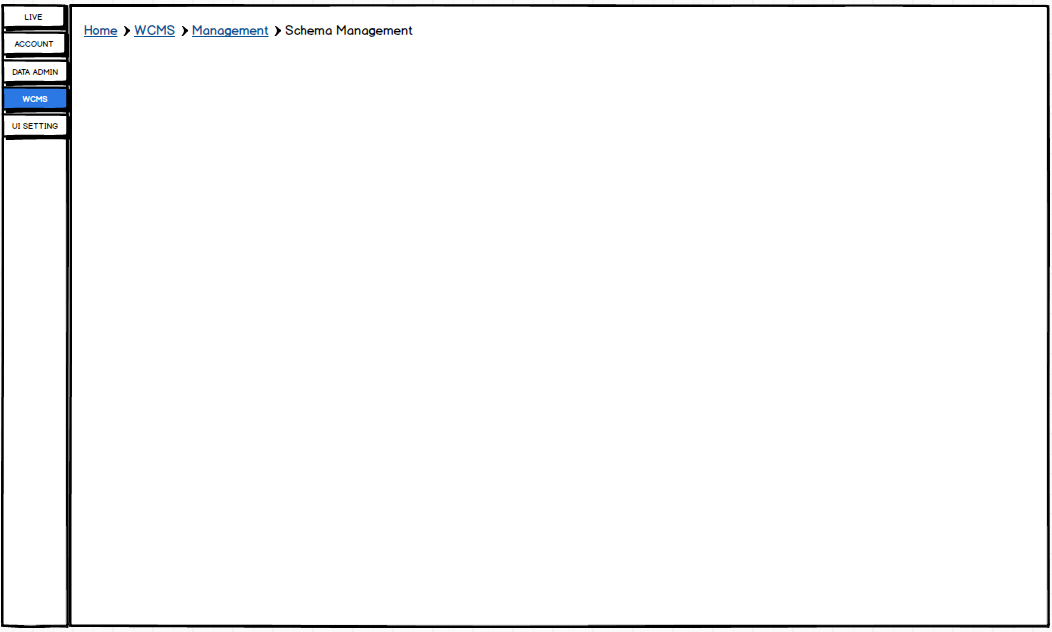 LIVE
ACCOUNT
DATA ADMIN
WCMS
UI SETTING
Home > WCMS > Management > Schema Management